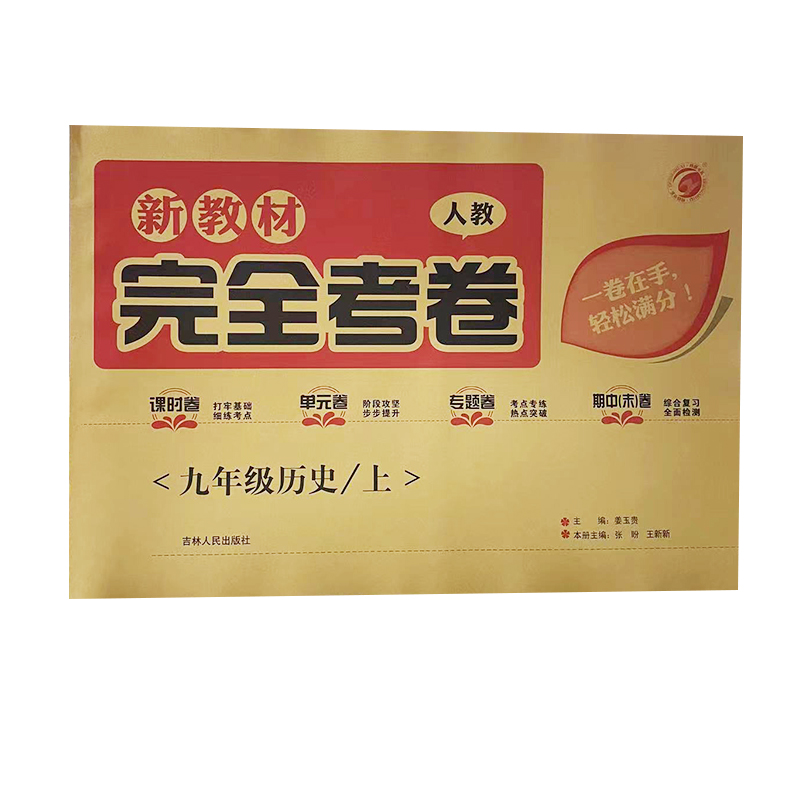 新教材
人教
完全考卷
一卷在手，
轻松满分！
课时卷
打牢基础
细练考点
单元卷
阶段攻坚
步步提升
专题卷
考点专练
热点突破
期中(末)卷
综合复习
全面检测
<九年级历史/上>
吉林人民出版社
主 编：姜玉贵
本册主编：张 盼 王新新